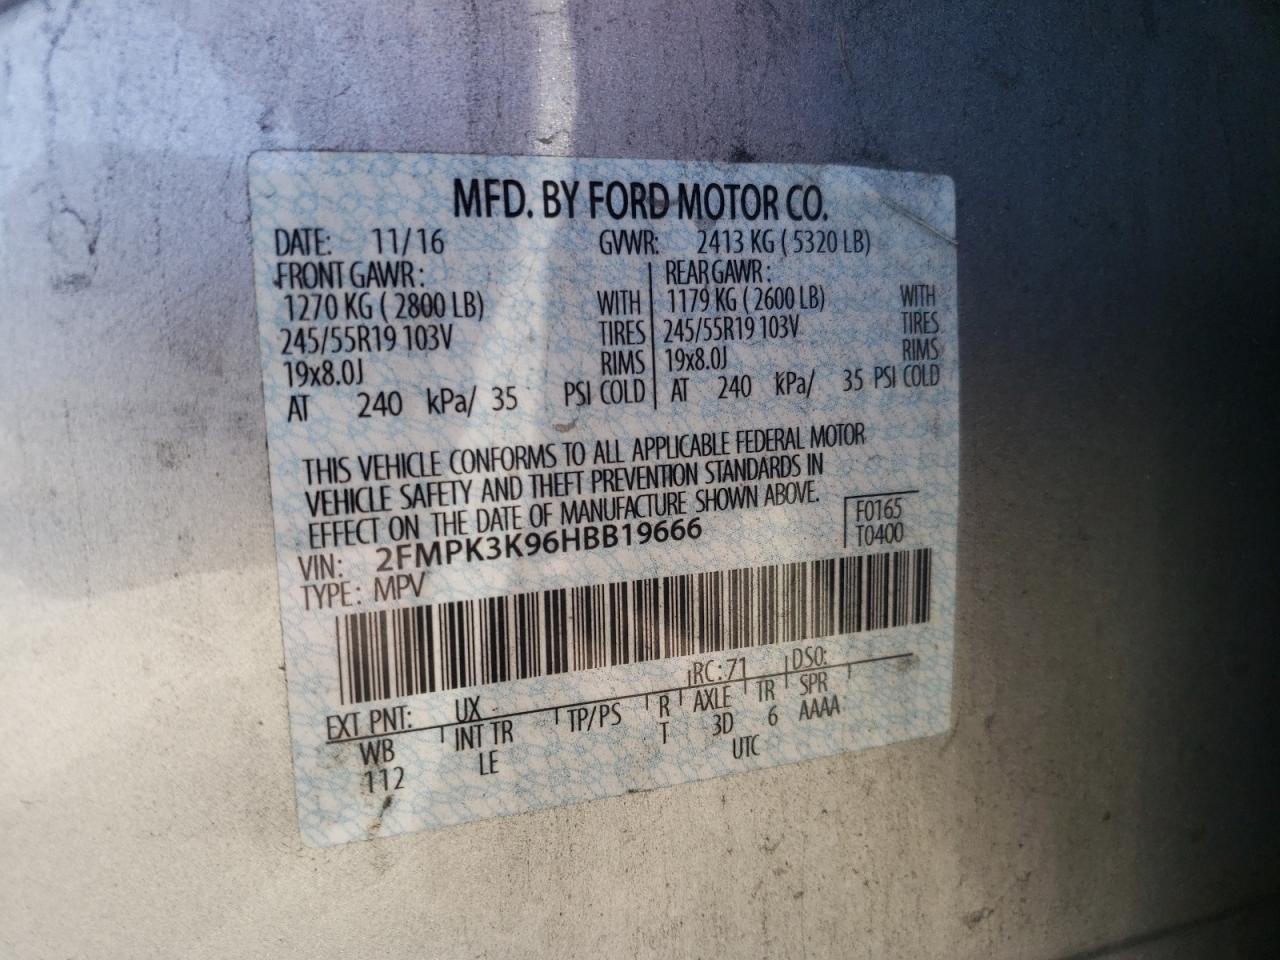 MFD. BY FORD MOTOR CO.
DATE: 11/16 GVWR: 2413 KG ( 5320 LB)
FRONT GAWR : REAR GAWR :
1270 KG ( 2800 LB) WITH 1179 KG ( 2600 LB) WITH
245/55R19 103V TIRES 245/55R19 103V TIRES
19x8.0J RIMS 19x8.0J RIMS
AT 240 kPa/ 35 PSI COLD AT 240 kPa/ 35 PSI COLD
THIS VEHICLE CONFORMS TO ALL APPLICABLE FEDERAL MOTOR
VEHICLE SAFETY AND THEFT PREVENTION STANDARDS IN
EFFECT ON THE DATE OF MANUFACTURE SHOWN ABOVE.
F0165
T0400
VIN: 2FMPK3K96HBB19666
TYPE: MPV
EXT PNT: UX RC: 71 DSO:
WB INT TR TP/PS R AXLE TR SPR
112 LE T 3D 6 AAAA
UTC